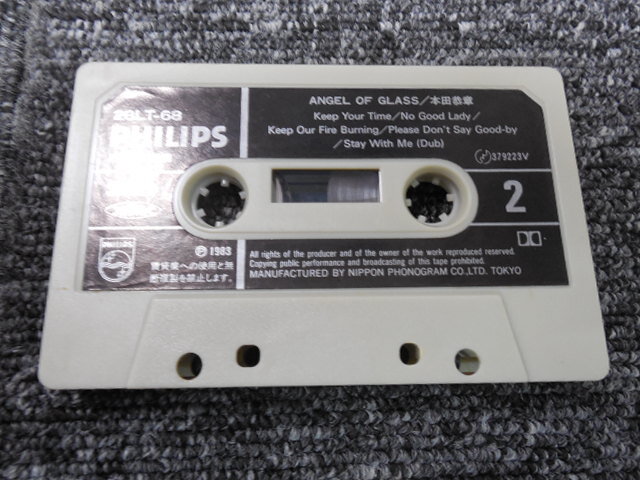 28LT-68
PHILIPS
ANGEL OF GLASS/本田恭章
Keep Your Time/No Good Lady/
Keep Our Fire Burning/Please Don't Say Good-by
/Stay With Me (Dub)
379223V
2
PHILIPS
℗1983
賃貸業への使用と無
断複製を禁止します。
All rights of the producer and of the owner of the work reproduced reserved.
Copying public performance and broadcasting of this tape prohibited.
MANUFACTURED BY NIPPON PHONOGRAM CO., LTD. TOKYO